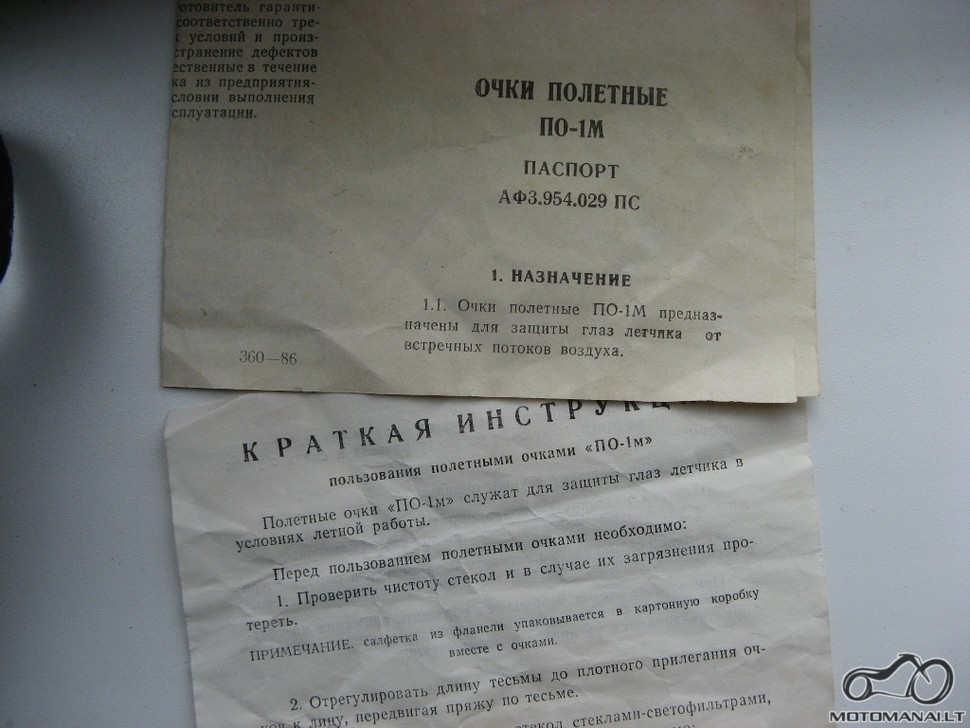 отовитель гаранти-
соответственно тре-
условий и произ-
странение дефектов
ественные в течение
ка из предприятия-
словии выполнения
сплуатации.
ОЧКИ ПОЛЕТНЫЕ
ПО-1М
ПАСПОРТ
АФ3.954.029 ПС
1. НАЗНАЧЕНИЕ
1.1. Очки полетные ПО-1М предназ-
начены для защиты глаз летчика от
встречных потоков воздуха.
360—86
КРАТКАЯ ИНСТРУКЦ
пользования полетными очками «ПО-1м»
Полетные очки «ПО-1м» служат для защиты глаз летчика в
условиях летной работы.
Перед пользованием полетными очками необходимо:
1. Проверить чистоту стекол и в случае их загрязнения про-
тереть.
ПРИМЕЧАНИЕ. салфетка из фланели упаковывается в картонную коробку
вместе с очками.
2. Отрегулировать длину тесьмы до плотного прилегания оч-
ков к лицу, передвигая пряжу по тесьме.
стекол стеклами-светофильтрами,
MOTOMANAI.LT